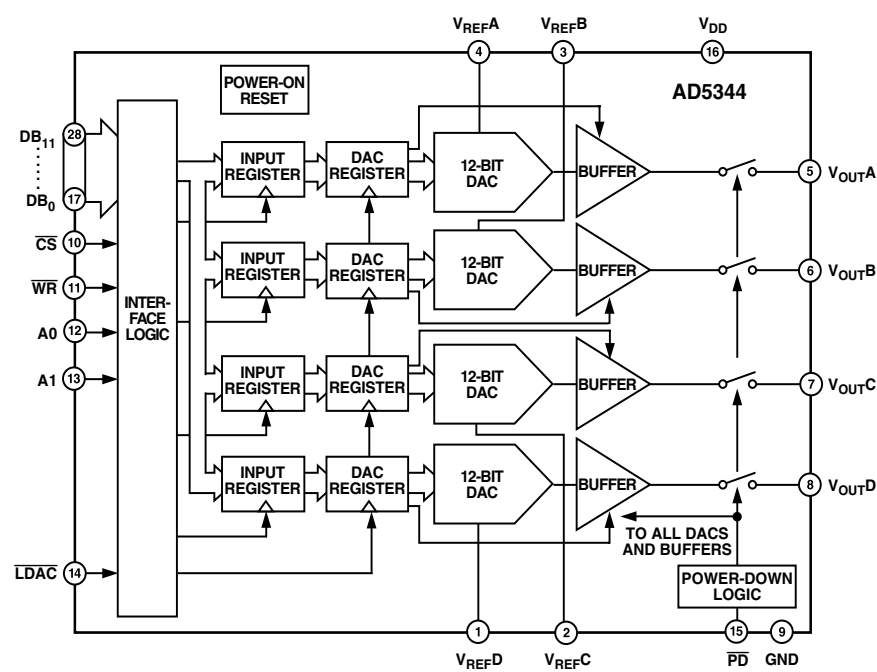 VREFA VREFB VDD
4 3 16
POWER-ON
RESET
AD5344
DB11 28
DB0 17
CS 10
WR 11
A0 12
A1 13
LDAC 14
INTER-
FACE
LOGIC
INPUT
REGISTER
DAC
REGISTER
12-BIT
DAC
BUFFER
5 VOUTA
INPUT
REGISTER
DAC
REGISTER
12-BIT
DAC
BUFFER
6 VOUTB
INPUT
REGISTER
DAC
REGISTER
12-BIT
DAC
BUFFER
7 VOUTC
INPUT
REGISTER
DAC
REGISTER
12-BIT
DAC
BUFFER
8 VOUTD
TO ALL DACS
AND BUFFERS
POWER-DOWN
LOGIC
1 2 15 9
VREFD VREFC PD GND